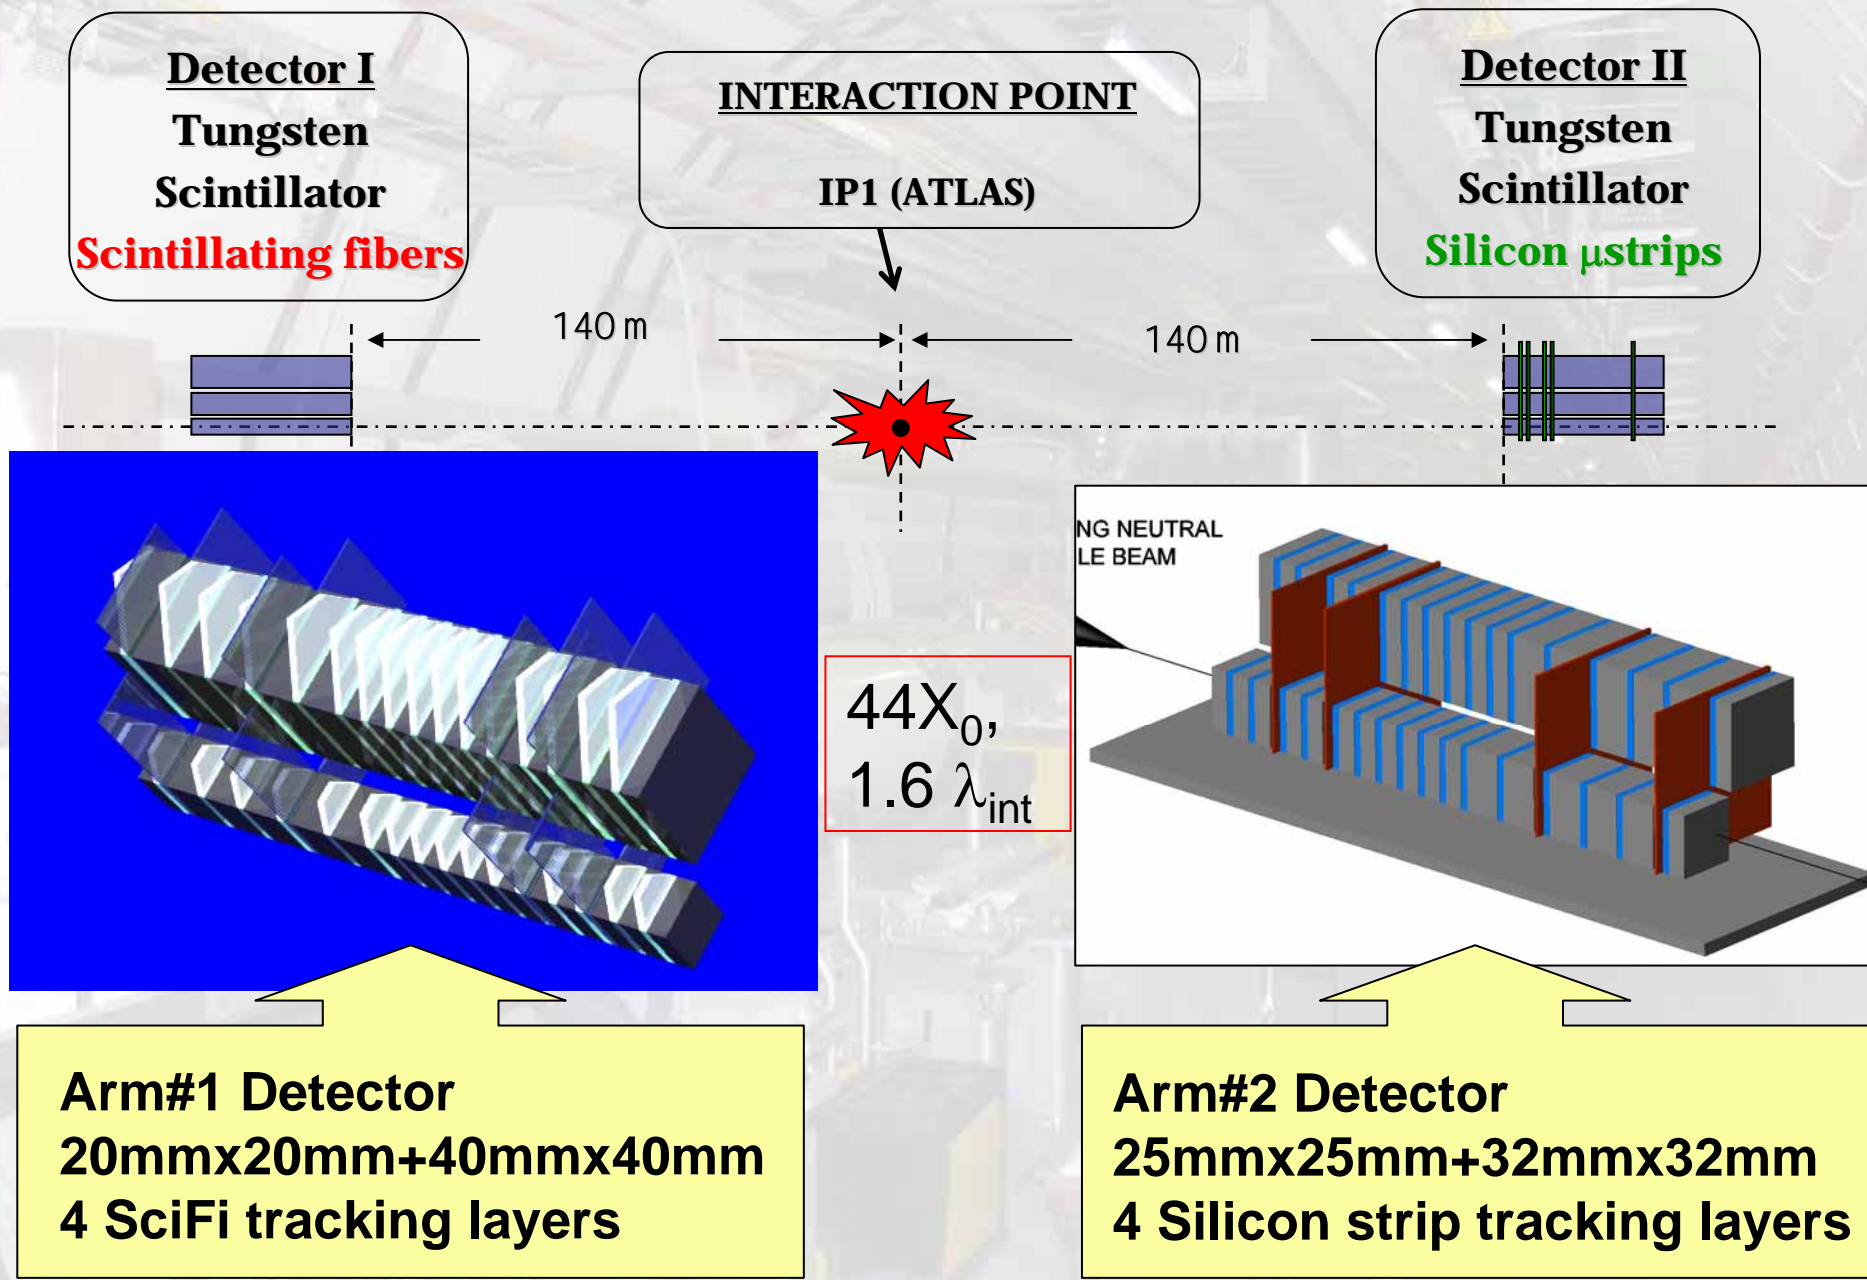 Detector I
Tungsten
Scintillator
Scintillating fibers
INTERACTION POINT
IP1 (ATLAS)
Detector II
Tungsten
Scintillator
Silicon μstrips
140 m
140 m
NG NEUTRAL
LE BEAM
44X₀,
1.6 λint
Arm#1 Detector
20mmx20mm+40mmx40mm
4 SciFi tracking layers
Arm#2 Detector
25mmx25mm+32mmx32mm
4 Silicon strip tracking layers